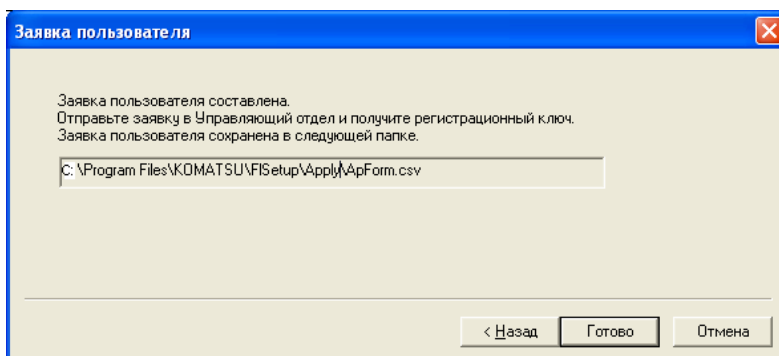 Заявка пользователя
Заявка пользователя составлена.
Отправьте заявку в Управляющий отдел и получите регистрационный ключ.
Заявка пользователя сохранена в следующей папке.
C:\Program Files\KOMATSU\FISetup\Apply\ApForm.csv
< Назад
Готово
Отмена